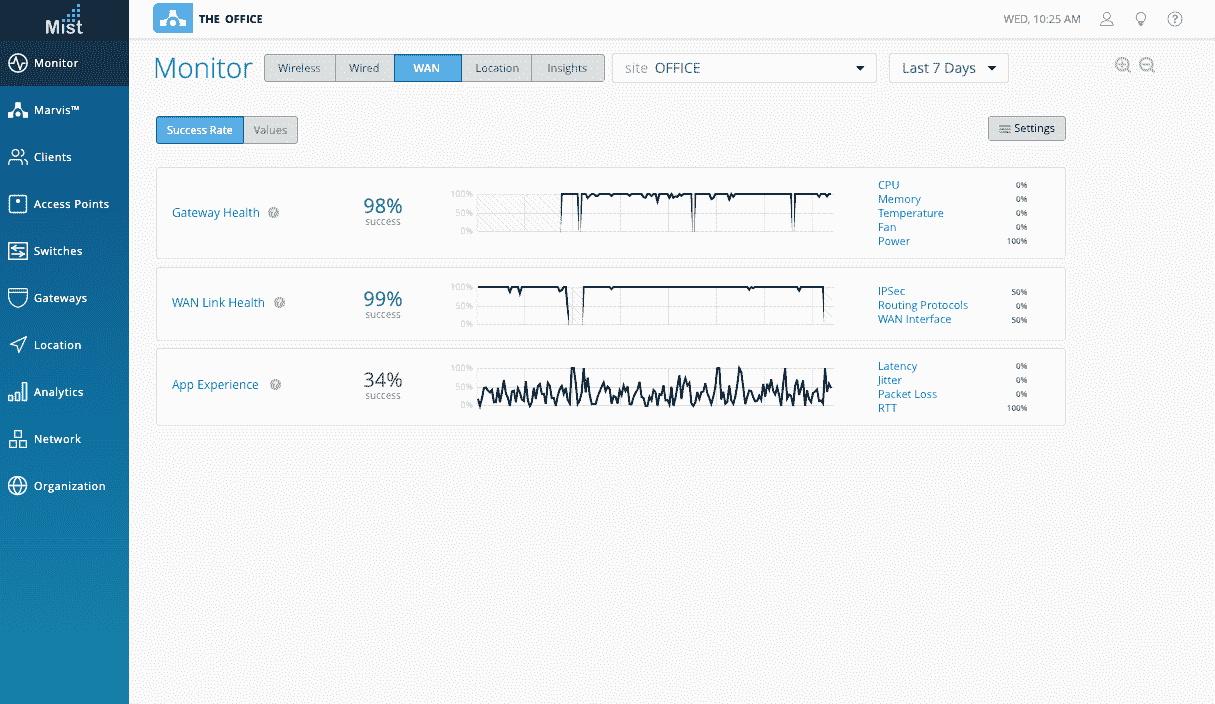 Mist
THE OFFICE
WED, 10:25 AM
Monitor
Marvis™
Clients
Access Points
Switches
Gateways
Location
Analytics
Network
Organization
Monitor
Wireless Wired WAN Location Insights
site OFFICE
Last 7 Days
Success Rate Values
Settings
Gateway Health
98%
success
100%
50%
0%
CPU 0%
Memory 0%
Temperature 0%
Fan 0%
Power 100%
WAN Link Health
99%
success
100%
50%
0%
IPSec 50%
Routing Protocols 0%
WAN Interface 50%
App Experience
34%
success
100%
50%
0%
Latency 0%
Jitter 0%
Packet Loss 0%
RTT 100%